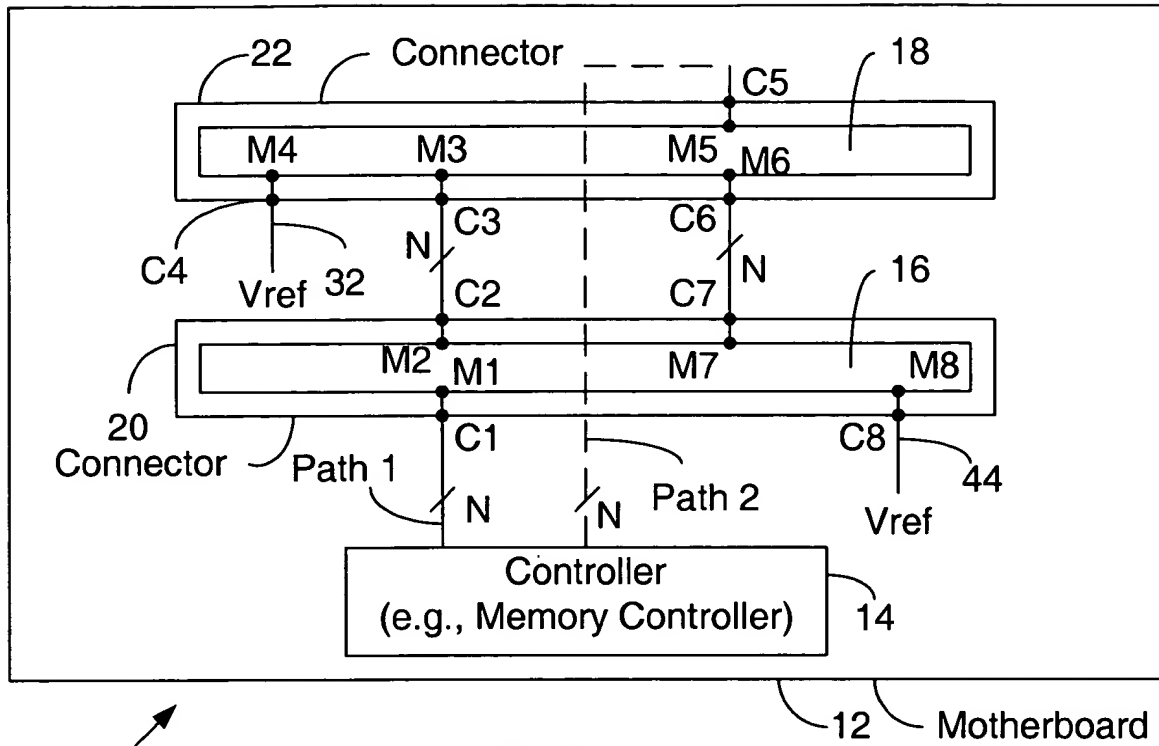 22 Connector C5 18
M4 M3 M5 M6
C4 32 C3 C6
N N
Vref C2 C7 16
M2 M1 M7 M8
20 Connector C1 C8 44
Path 1 N N Path 2 Vref
Controller
(e.g., Memory Controller) 14
12 Motherboard